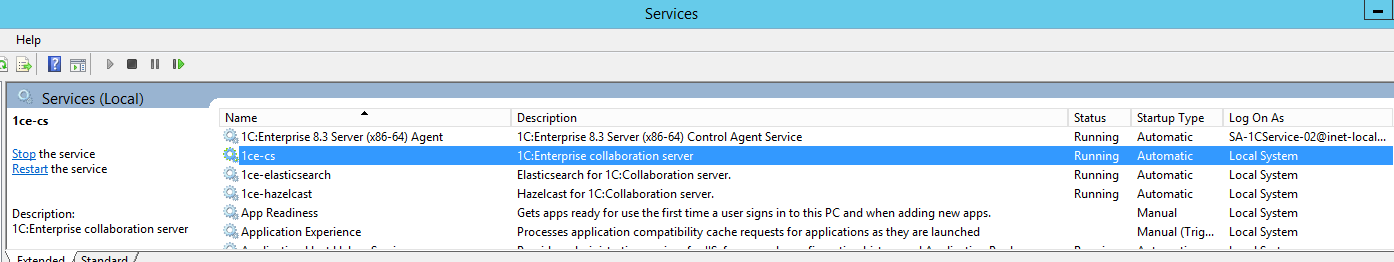 Services
Help
Services (Local)
1ce-cs
Stop the service
Restart the service
Description:
1C:Enterprise collaboration server
Name Description Status Startup Type Log On As
1C:Enterprise 8.3 Server (x86-64) Agent 1C:Enterprise 8.3 Server (x86-64) Control Agent Service Running Automatic SA-1CService-02@inet-local...
1ce-cs 1C:Enterprise collaboration server Running Automatic Local System
1ce-elasticsearch Elasticsearch for 1C:Collaboration server. Running Automatic Local System
1ce-hazelcast Hazelcast for 1C:Collaboration server. Running Automatic Local System
App Readiness Gets apps ready for use the first time a user signs in to this PC and when adding new apps. Manual Local System
Application Experience Processes application compatibility cache requests for applications as they are launched Manual (Trig... Local System
Extended Standard